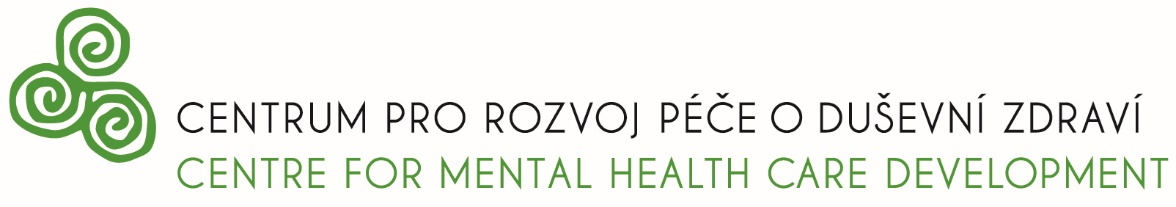 CENTRUM PRO ROZVOJ PÉČE O DUŠEVNÍ ZDRAVÍ
CENTRE FOR MENTAL HEALTH CARE DEVELOPMENT